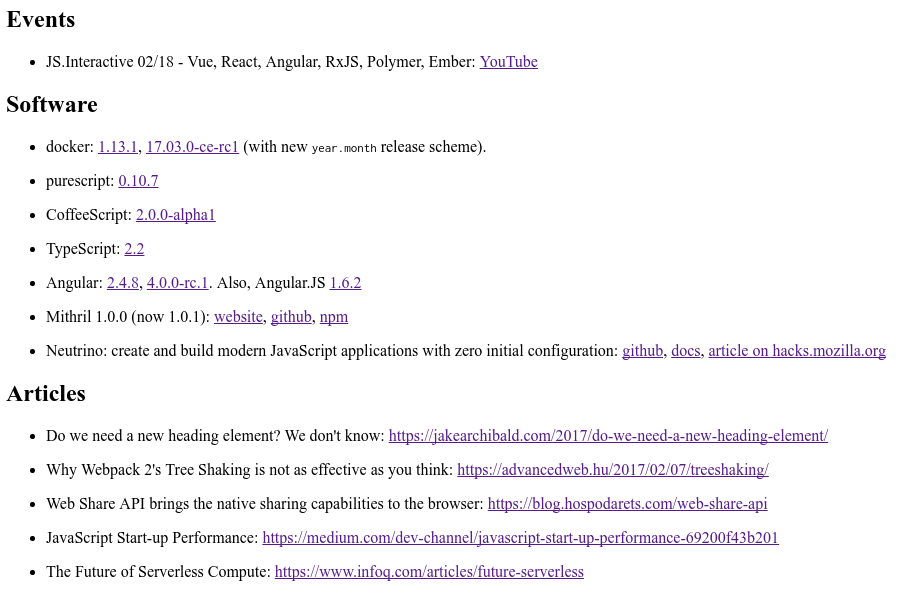 Events
JS.Interactive 02/18 - Vue, React, Angular, RxJS, Polymer, Ember: YouTube
Software
docker: 1.13.1, 17.03.0-ce-rc1 (with new year.month release scheme).
purescript: 0.10.7
CoffeeScript: 2.0.0-alpha1
TypeScript: 2.2
Angular: 2.4.8, 4.0.0-rc.1. Also, Angular.JS 1.6.2
Mithril 1.0.0 (now 1.0.1): website, github, npm
Neutrino: create and build modern JavaScript applications with zero initial configuration: github, docs, article on hacks.mozilla.org
Articles
Do we need a new heading element? We don't know: https://jakearchibald.com/2017/do-we-need-a-new-heading-element/
Why Webpack 2's Tree Shaking is not as effective as you think: https://advancedweb.hu/2017/02/07/treeshaking/
Web Share API brings the native sharing capabilities to the browser: https://blog.hospodarets.com/web-share-api
JavaScript Start-up Performance: https://medium.com/dev-channel/javascript-start-up-performance-69200f43b201
The Future of Serverless Compute: https://www.infoq.com/articles/future-serverless